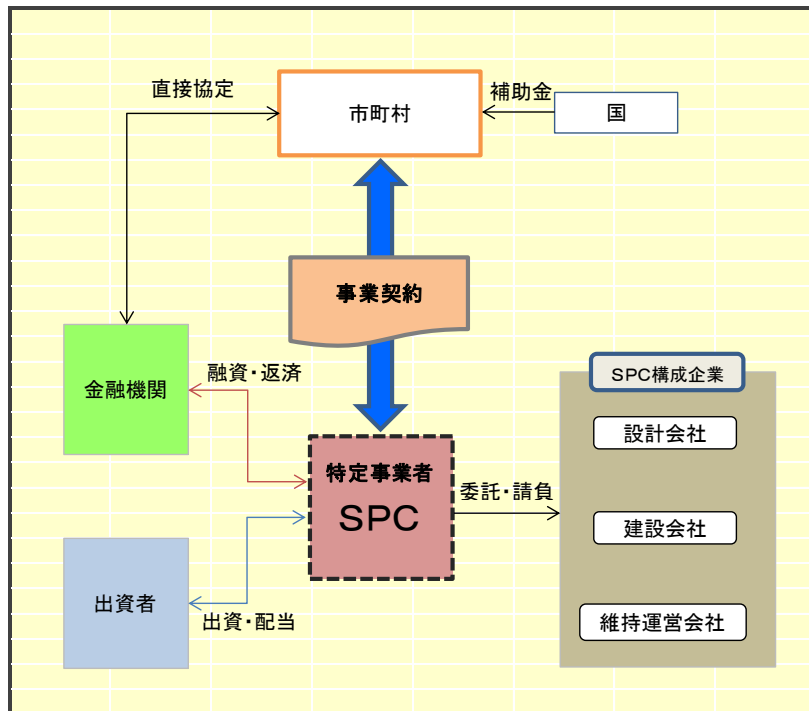 直接協定
市町村
補助金
国
事業契約
金融機関
融資・返済
SPC構成企業
設計会社
特定事業者
SPC
委託・請負
建設会社
出資者
出資・配当
維持運営会社